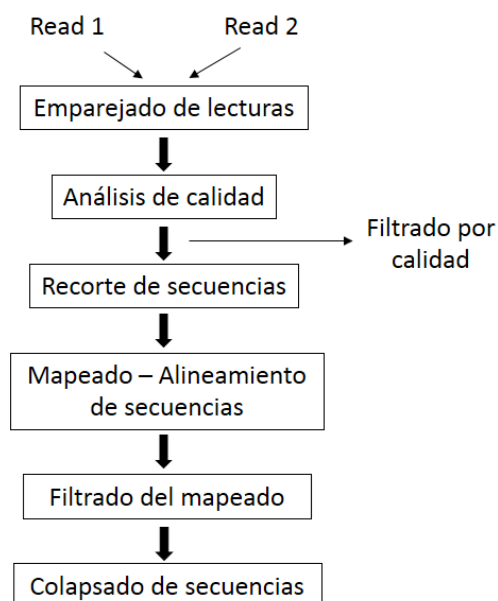 Read 1
Read 2
Emparejado de lecturas
Análisis de calidad
Filtrado por
calidad
Recorte de secuencias
Mapeado – Alineamiento
de secuencias
Filtrado del mapeado
Colapsado de secuencias